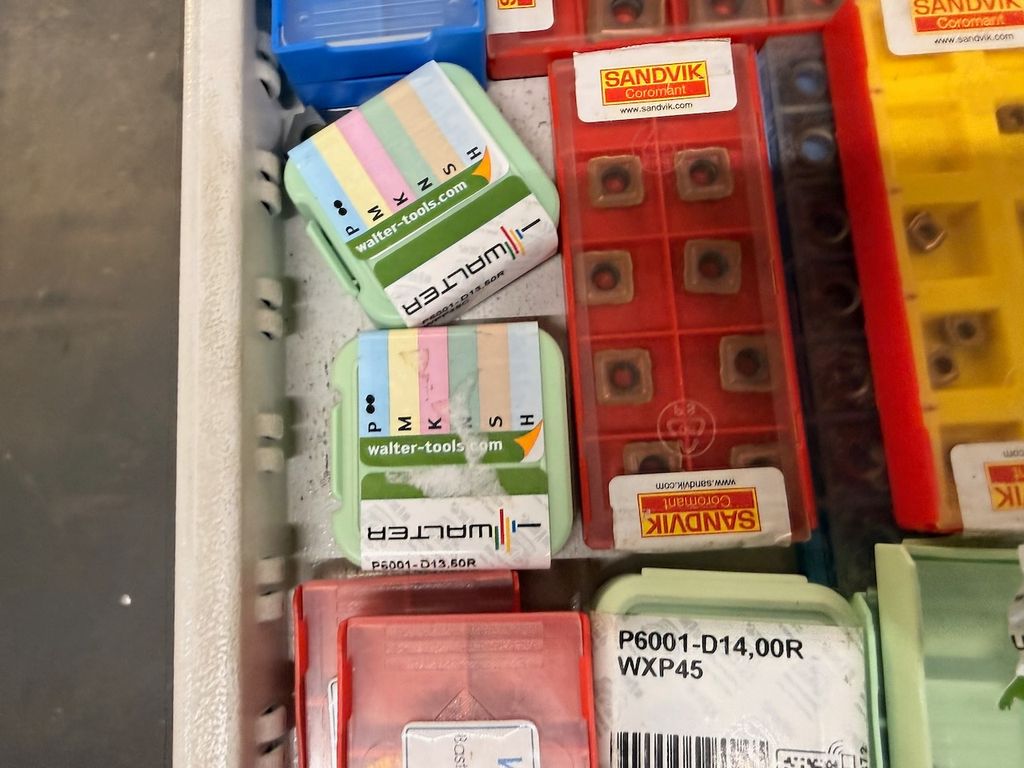 SANDVIK
Coromant
www.sandvik.com
SANDVIK
Coromant
www.sandvik.com
P
M
K
N
S
H
walter-tools.com
WALTER
P6001-D13,50R
P
M
K
S
H
walter-tools.com
WALTER
P6001-D13,50R
www.sandvik.com
Coromant
SANDVIK
P6001-D14,00R
WXP45